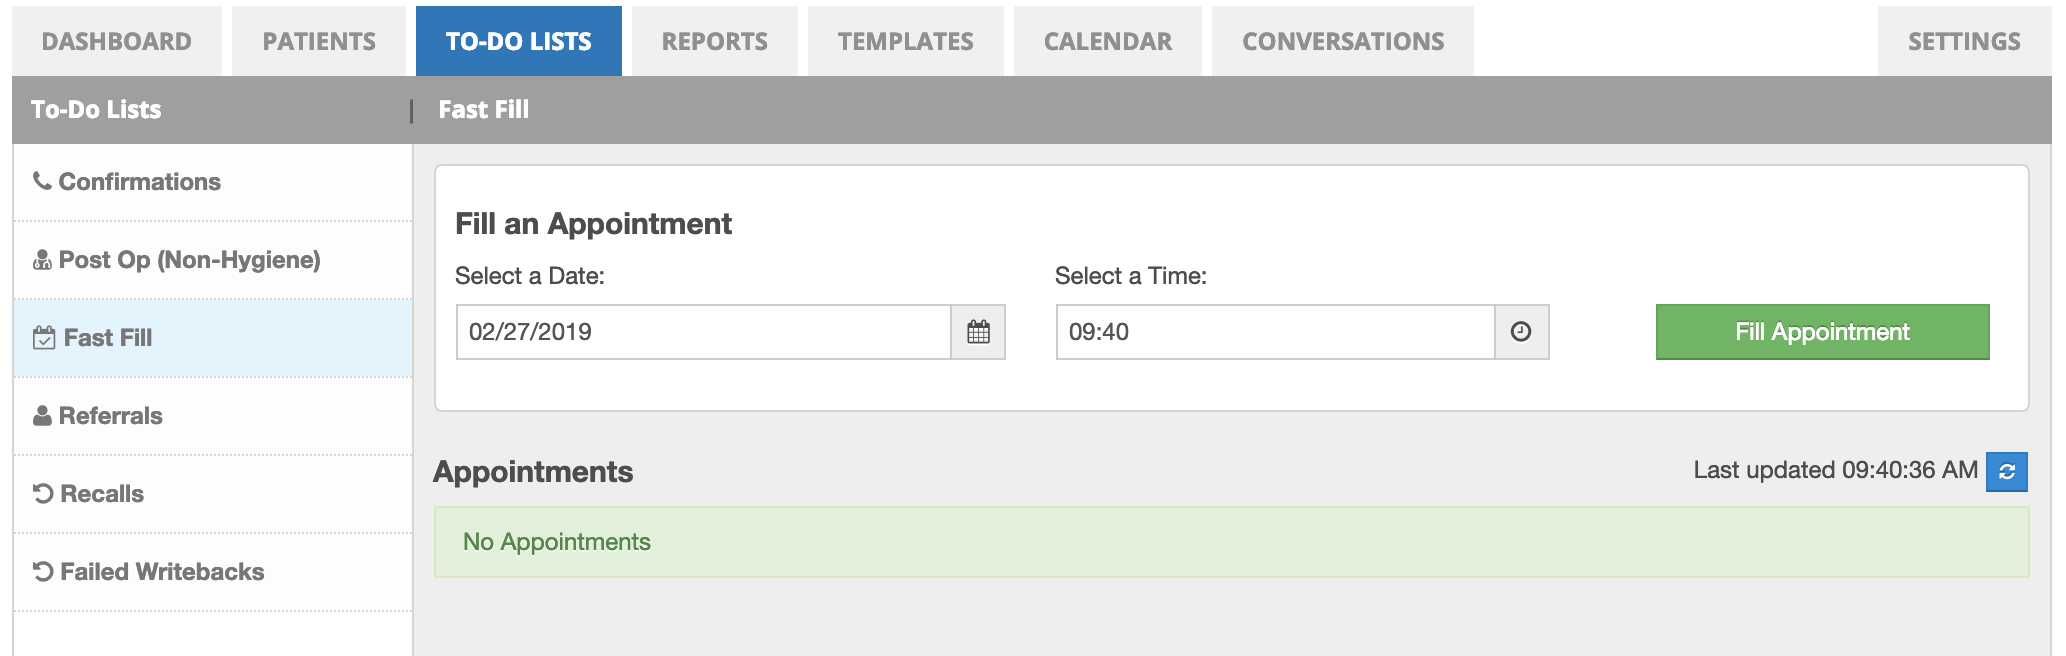 DASHBOARD PATIENTS TO-DO LISTS REPORTS TEMPLATES CALENDAR CONVERSATIONS SETTINGS
To-Do Lists | Fast Fill
Confirmations
Post Op (Non-Hygiene)
Fast Fill
Referrals
Recalls
Failed Writebacks
Fill an Appointment
Select a Date: Select a Time:
02/27/2019 09:40 Fill Appointment
Appointments Last updated 09:40:36 AM
No Appointments